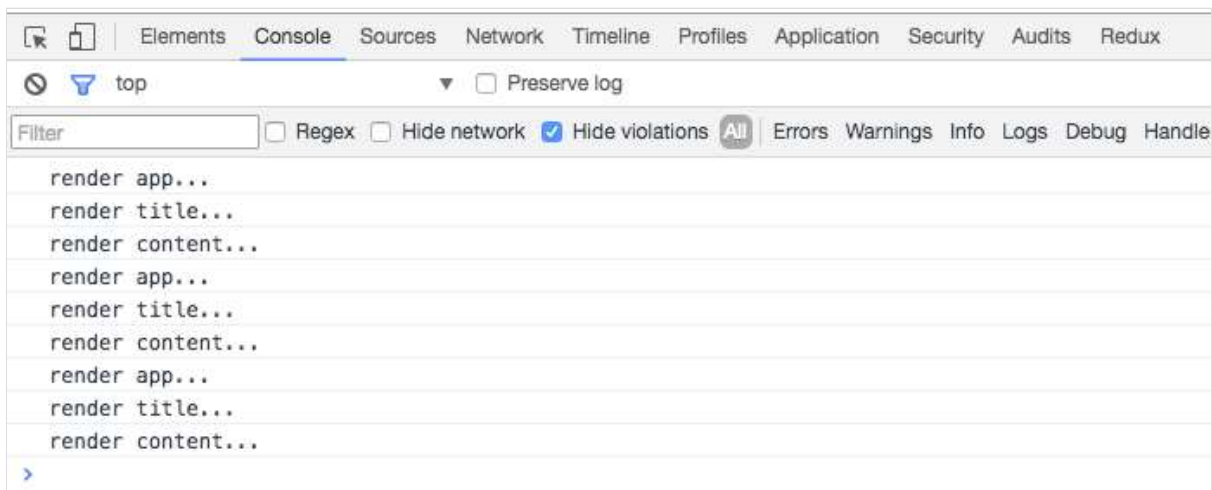 Elements Console Sources Network Timeline Profiles Application Security Audits Redux
top ▼ Preserve log
Filter Regex Hide network Hide violations All Errors Warnings Info Logs Debug Handle
render app...
render title...
render content...
render app...
render title...
render content...
render app...
render title...
render content...
>